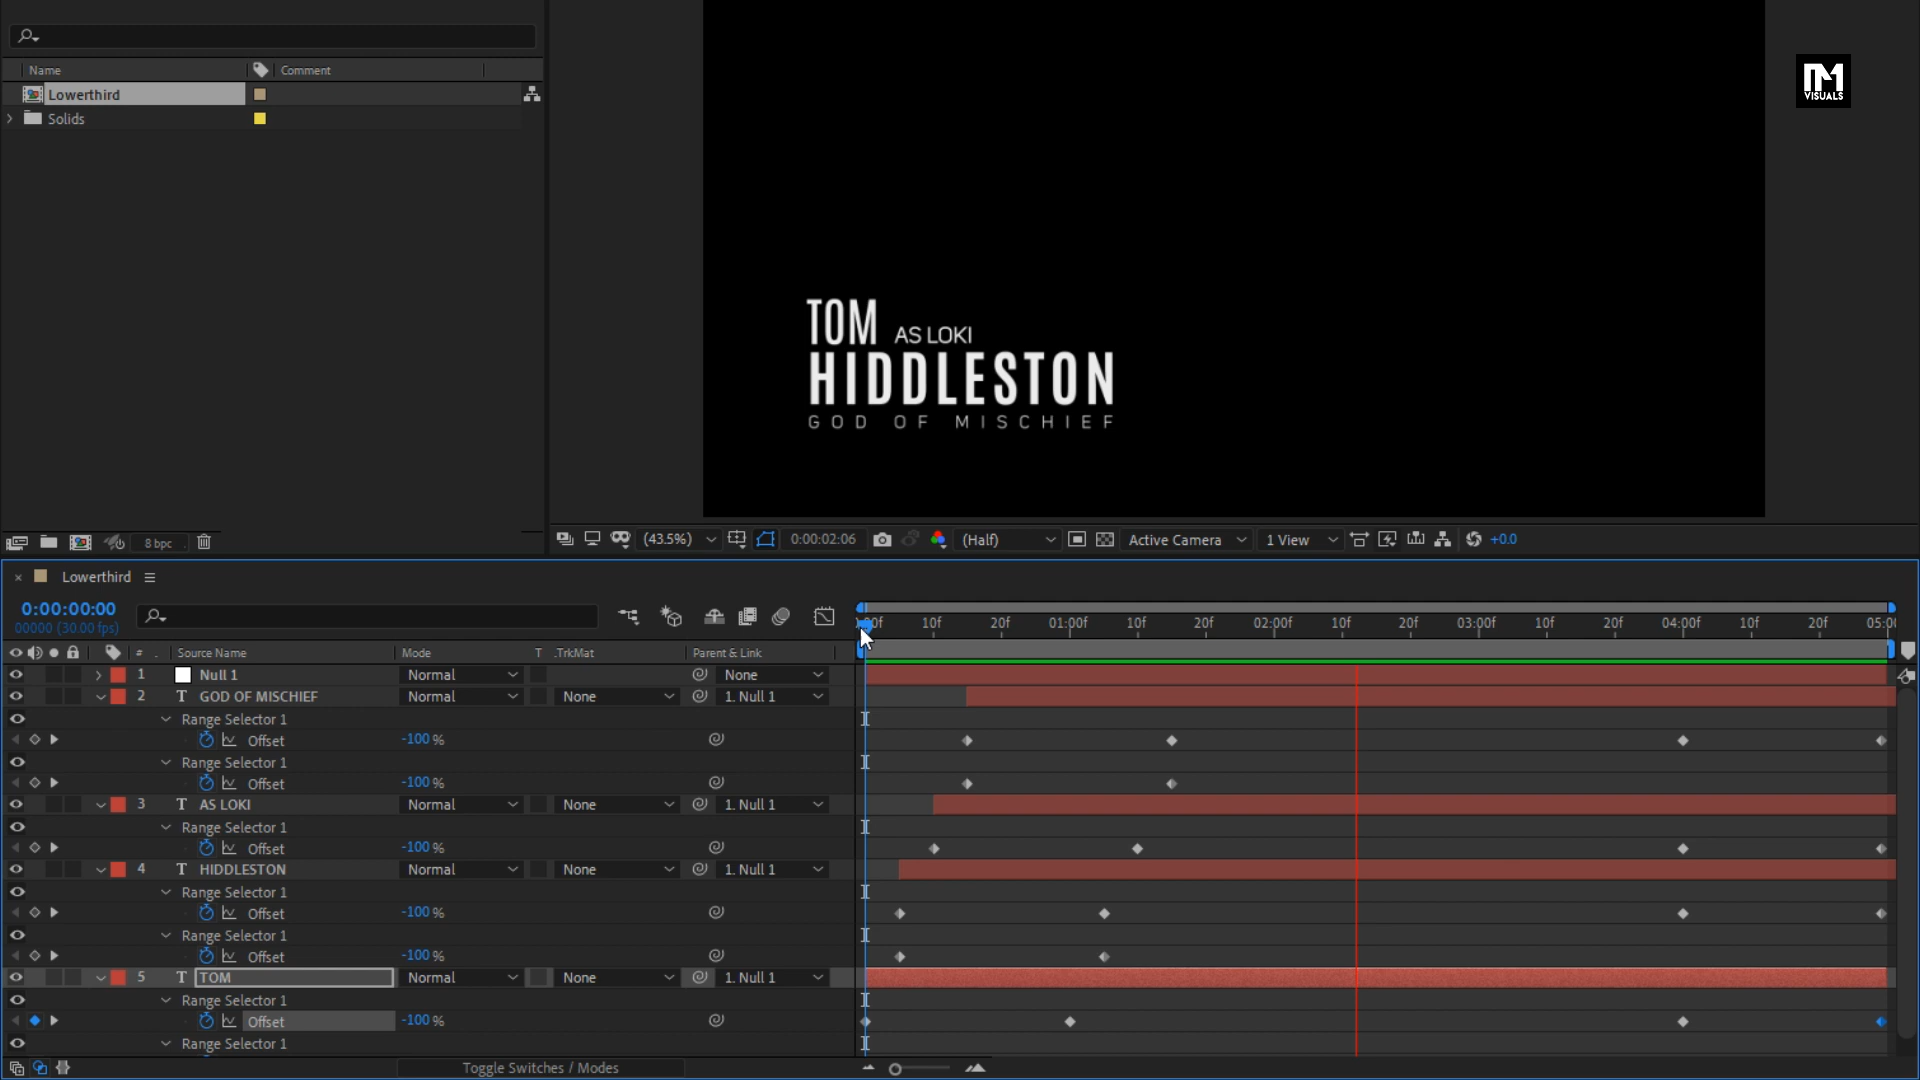 Name Comment
Lowerthird
Solids
M
VISUALS
TOM AS LOKI
HIDDLESTON
GOD OF MISCHIEF
8 bpc
(43.5%) 0:00:02:06 (Half) Active Camera 1 View +0.0
Lowerthird
0:00:00:00
00000 (30.00 fps)
:00f 10f 20f 01:00f 10f 20f 02:00f 10f 20f 03:00f 10f 20f 04:00f 10f 20f 05:00
# . Source Name Mode T .TrkMat Parent & Link
1 Null 1 Normal None
2 T GOD OF MISCHIEF Normal None 1. Null 1
Range Selector 1
Offset -100 %
Range Selector 1
Offset -100 %
3 T AS LOKI Normal None 1. Null 1
Range Selector 1
Offset -100 %
4 T HIDDLESTON Normal None 1. Null 1
Range Selector 1
Offset -100 %
Range Selector 1
Offset -100 %
5 T TOM Normal None 1. Null 1
Range Selector 1
Offset -100 %
Range Selector 1
Toggle Switches / Modes